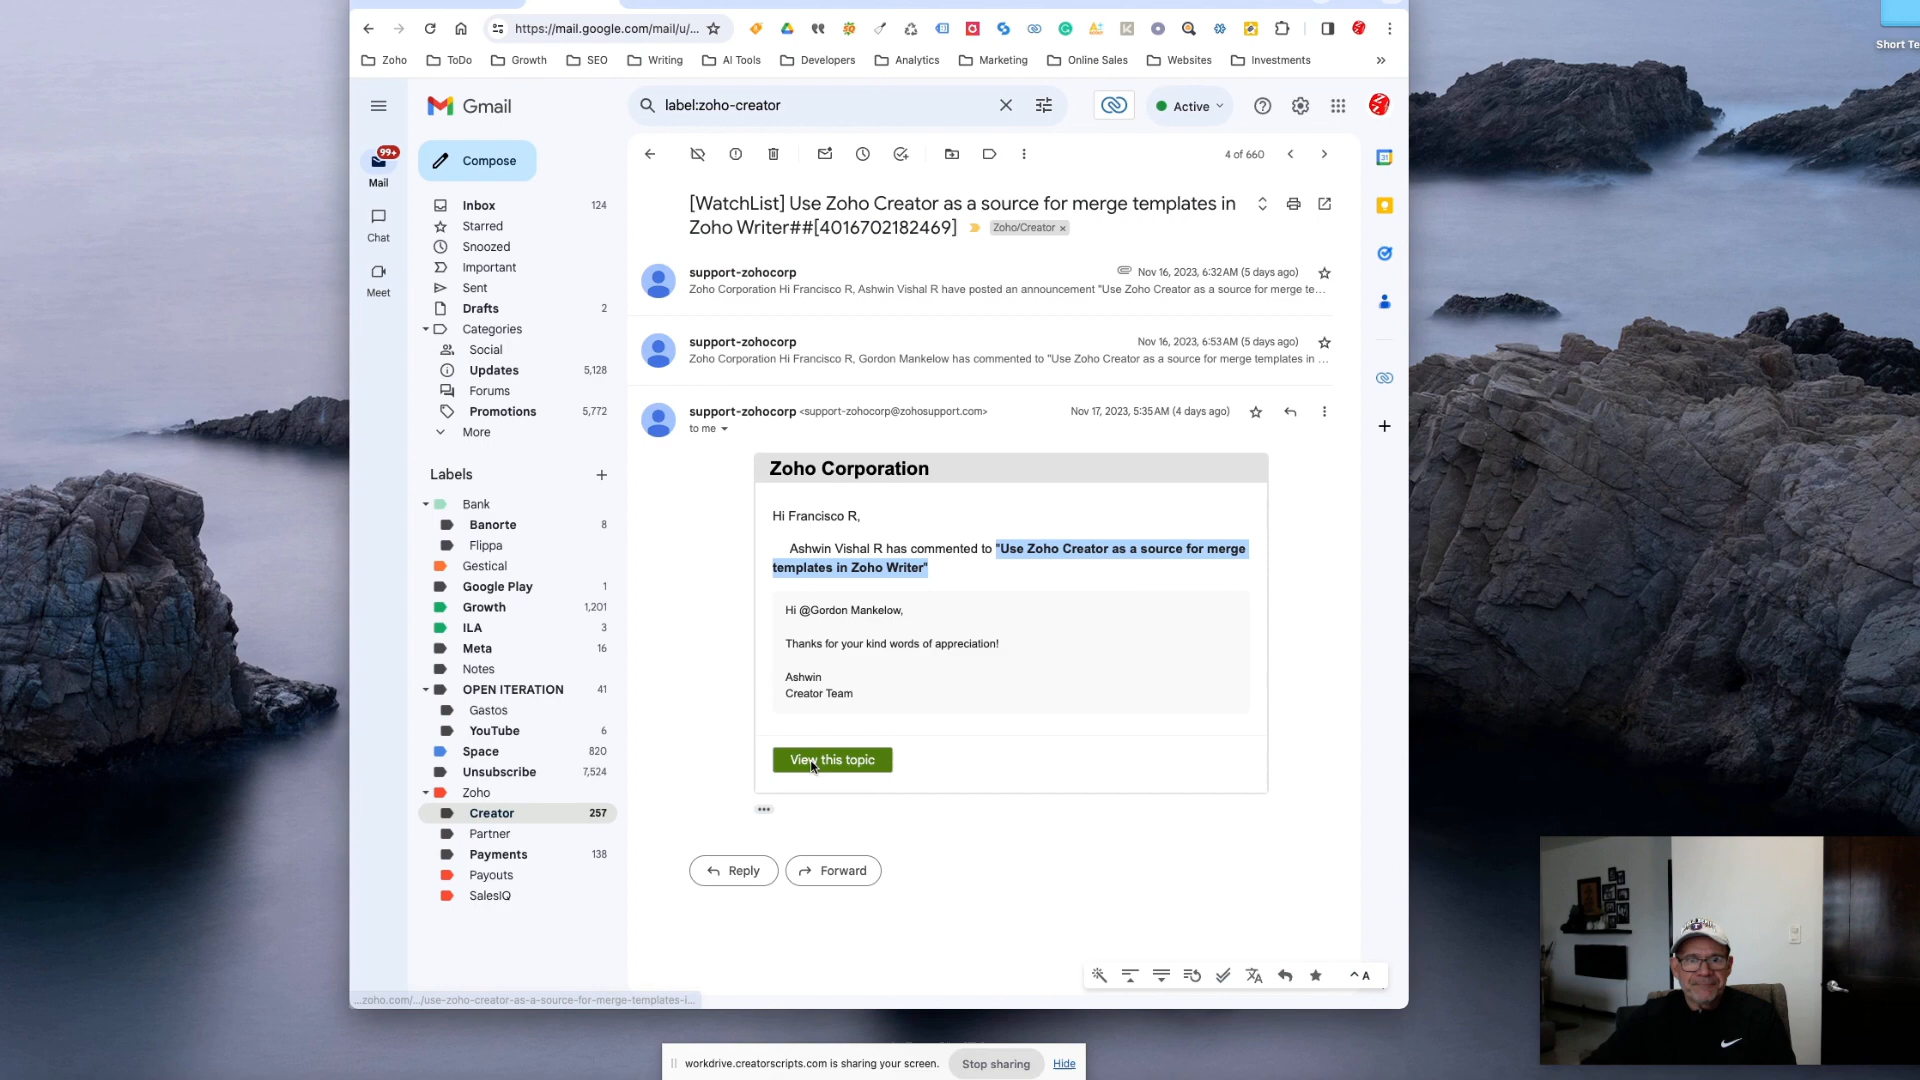 https://mail.google.com/mail/u/...
Zoho
ToDo
Growth
SEO
Writing
AI Tools
Developers
Analytics
Marketing
Online Sales
Websites
Investments
Short Te
Gmail
label:zoho-creator
Active
99+
Mail
Chat
Meet
Compose
Inbox 124
Starred
Snoozed
Important
Sent
Drafts 2
Categories
Social
Updates 5,128
Forums
Promotions 5,772
More
Labels
Bank
Banorte 8
Flippa
Gestical
Google Play 1
Growth 1,201
ILA 3
Meta 16
Notes
OPEN ITERATION 41
Gastos
YouTube 6
Space 820
Unsubscribe 7,524
Zoho
Creator 257
Partner
Payments 138
Payouts
SalesIQ
4 of 660
[WatchList] Use Zoho Creator as a source for merge templates in
Zoho Writer##[4016702182469]
Zoho/Creator x
support-zohocorp Nov 16, 2023, 6:32 AM (5 days ago)
Zoho Corporation Hi Francisco R, Ashwin Vishal R have posted an announcement "Use Zoho Creator as a source for merge te...
support-zohocorp Nov 16, 2023, 6:53 AM (5 days ago)
Zoho Corporation Hi Francisco R, Gordon Mankelow has commented to "Use Zoho Creator as a source for merge templates in ...
support-zohocorp <support-zohocorp@zohosupport.com> Nov 17, 2023, 5:35 AM (4 days ago)
to me
Zoho Corporation
Hi Francisco R,
Ashwin Vishal R has commented to "Use Zoho Creator as a source for merge
templates in Zoho Writer"
Hi @Gordon Mankelow,
Thanks for your kind words of appreciation!
Ashwin
Creator Team
View this topic
Reply
Forward
A
...zoho.com/.../use-zoho-creator-as-a-source-for-merge-templates-i...
workdrive.creatorscripts.com is sharing your screen.
Stop sharing
Hide